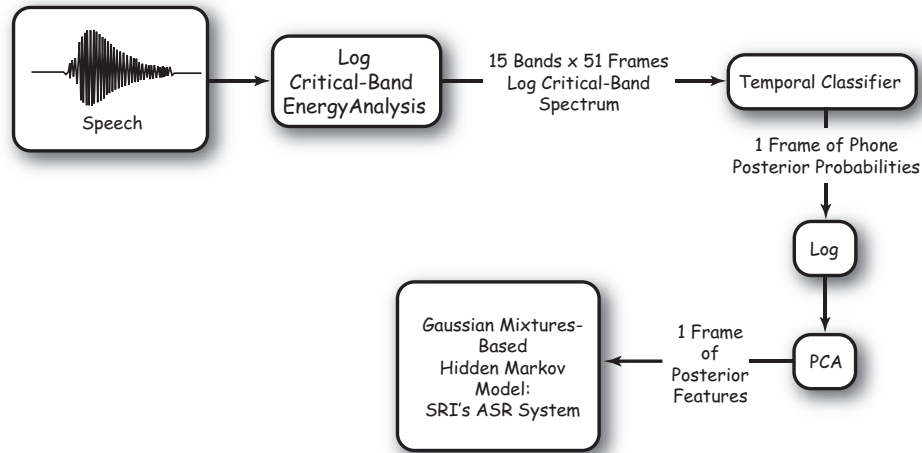 Speech
Log
Critical-Band
EnergyAnalysis
15 Bands x 51 Frames
Log Critical-Band
Spectrum
Temporal Classifier
1 Frame of Phone
Posterior Probabilities
Log
PCA
1 Frame
of
Posterior
Features
Gaussian Mixtures-
Based
Hidden Markov
Model:
SRI's ASR System